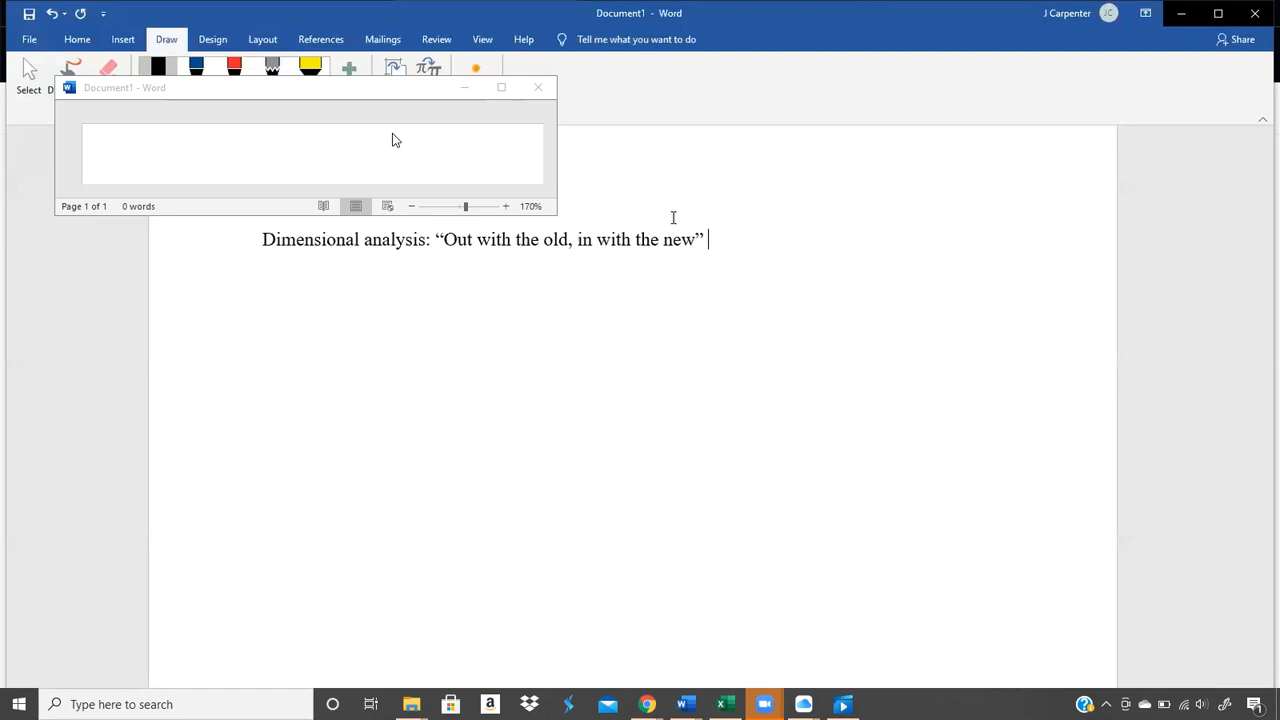 Document1 - Word
J Carpenter
JC
File
Home
Insert
Draw
Design
Layout
References
Mailings
Review
View
Help
Tell me what you want to do
Share
Select
D
Document1 - Word
Page 1 of 1
0 words
170%
Dimensional analysis: “Out with the old, in with the new”
Type here to search